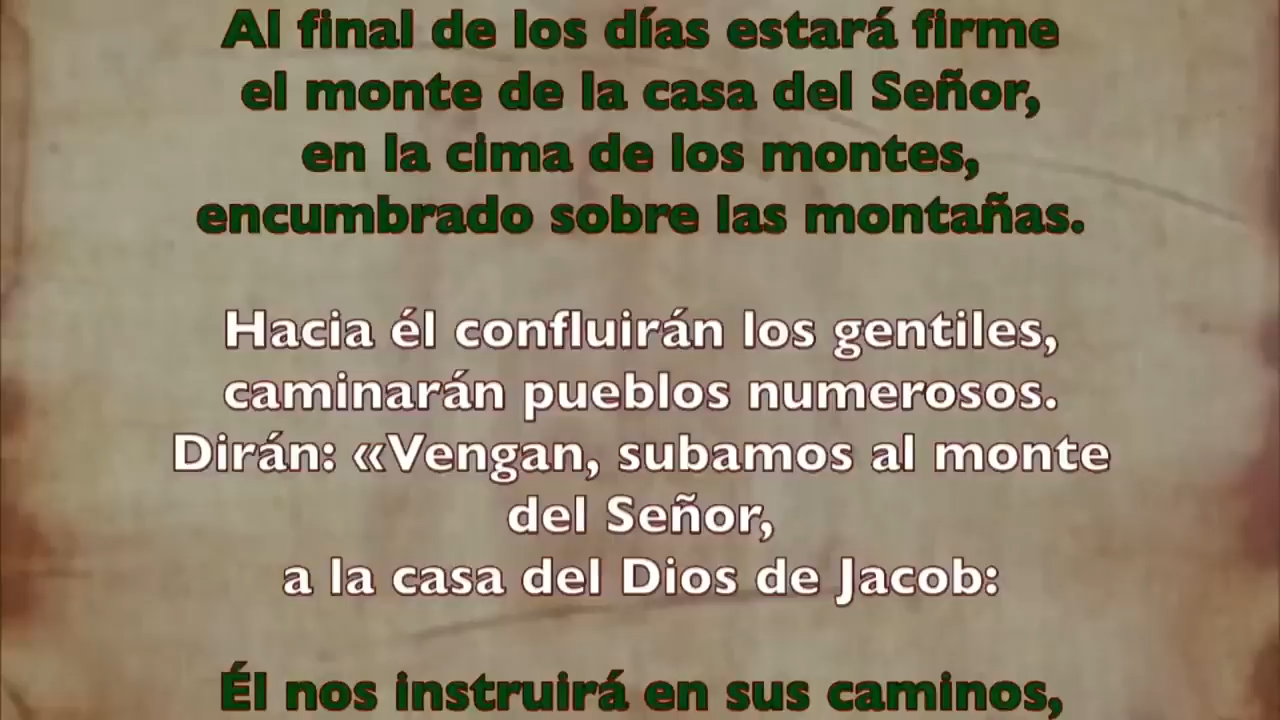 Al final de los días estará firme
el monte de la casa del Señor,
en la cima de los montes,
encumbrado sobre las montañas.
Hacia él confluirán los gentiles,
caminarán pueblos numerosos.
Dirán: «Vengan, subamos al monte
del Señor,
a la casa del Dios de Jacob:
Él nos instruirá en sus caminos,